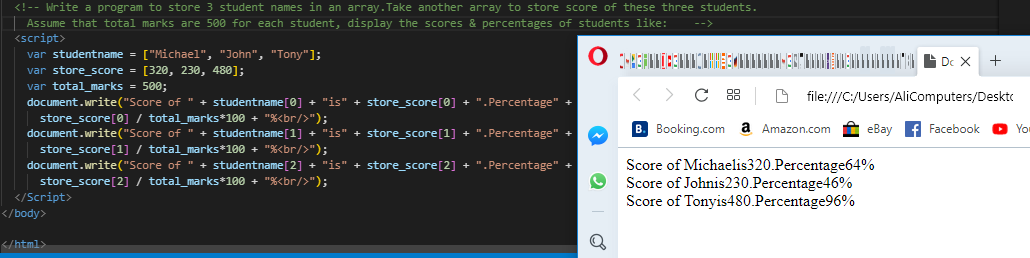 <!-- Write a program to store 3 student names in an array.Take another array to store score of these three students.
Assume that total marks are 500 for each student, display the scores & percentages of students like: -->
<script>
var studentname = ["Michael", "John", "Tony"];
var store_score = [320, 230, 480];
var total_marks = 500;
document.write("Score of " + studentname[0] + "is" + store_score[0] + ".Percentage" +
store_score[0] / total_marks*100 + "%<br/>");
document.write("Score of " + studentname[1] + "is" + store_score[1] + ".Percentage" +
store_score[1] / total_marks*100 + "%<br/>");
document.write("Score of " + studentname[2] + "is" + store_score[2] + ".Percentage" +
store_score[2] / total_marks*100 + "%<br/>");
</Script>
</body>
</html>
Dc
file:///C:/Users/AliComputers/Deskto
B. Booking.com a Amazon.com eBay f Facebook You
Score of Michaelis320.Percentage64%
Score of Johnis230.Percentage46%
Score of Tonyis480.Percentage96%